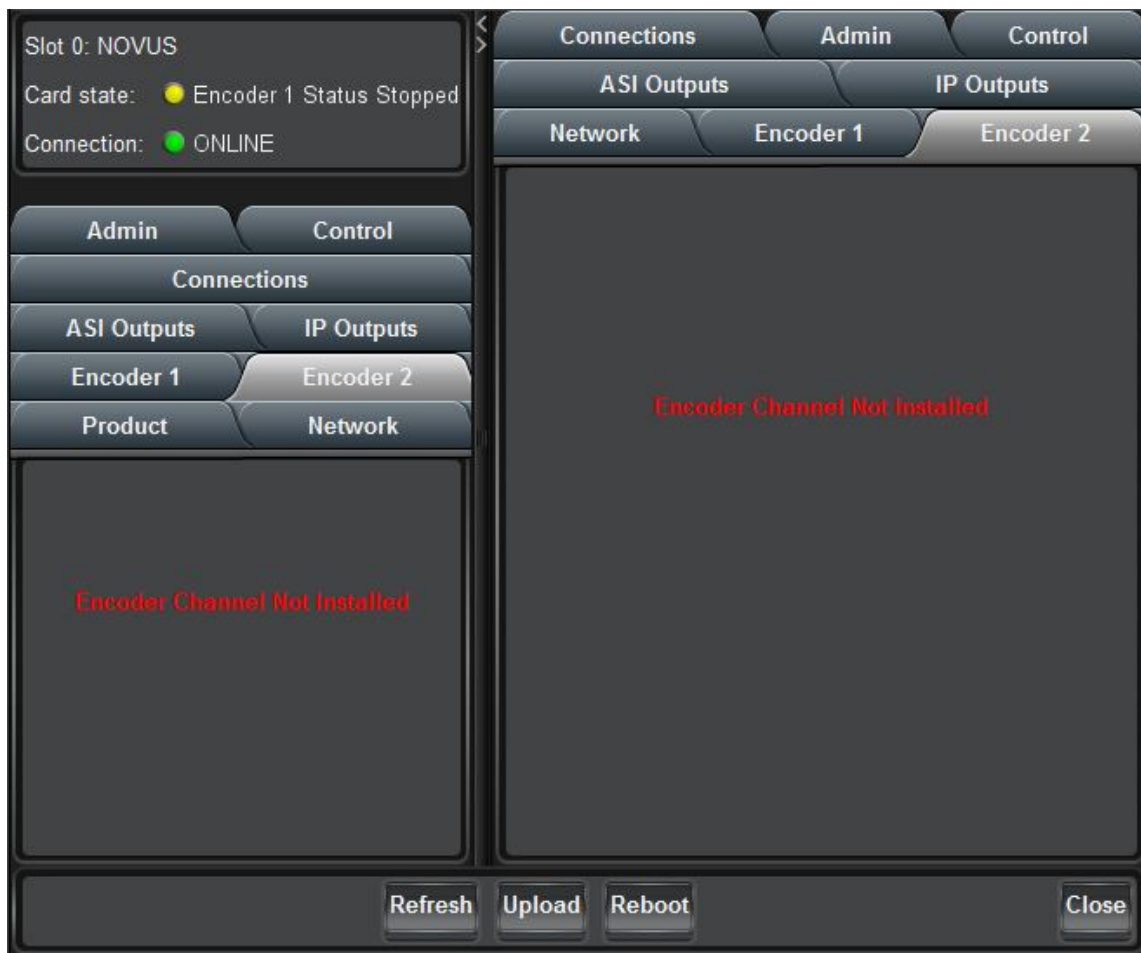 Slot 0: NOVUS
Card state: Encoder 1 Status Stopped
Connection: ONLINE
Admin Control
Connections
ASI Outputs IP Outputs
Encoder 1 Encoder 2
Product Network
Encoder Channel Not Installed
Connections Admin Control
ASI Outputs IP Outputs
Network Encoder 1 Encoder 2
Encoder Channel Not Installed
Refresh Upload Reboot Close